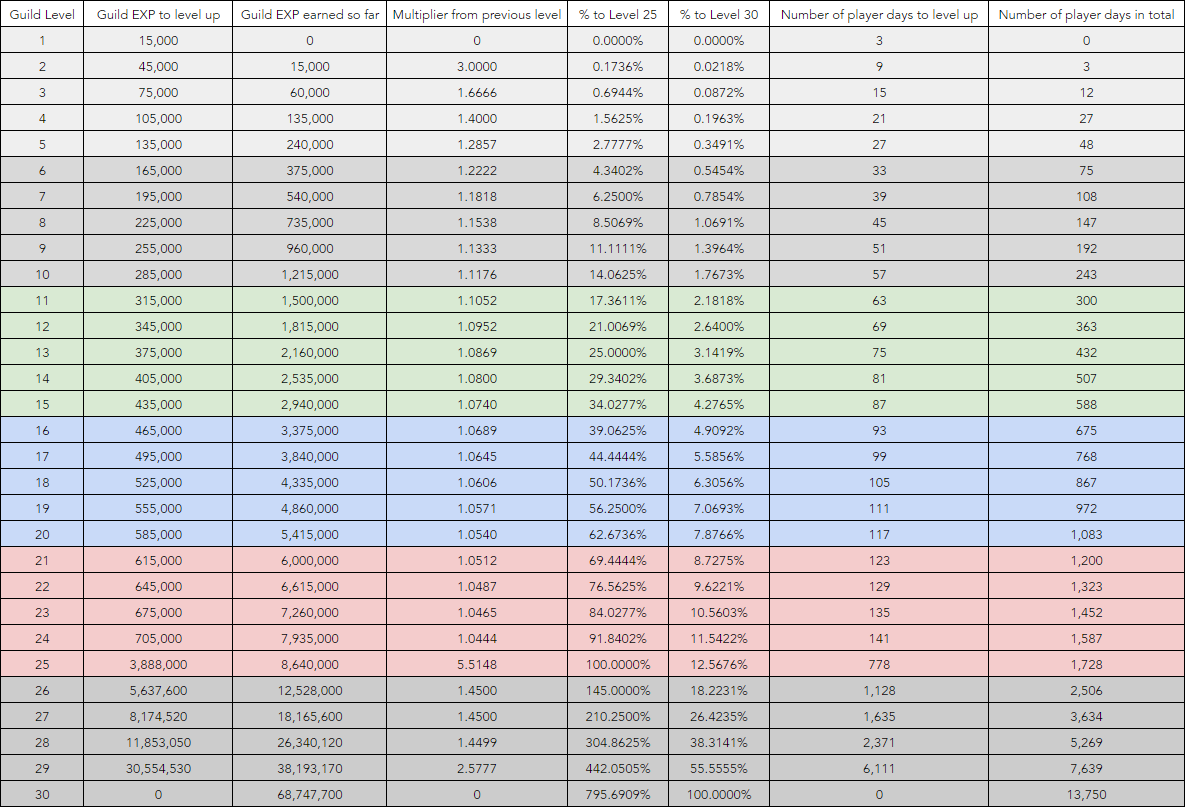 Guild Level Guild EXP to level up Guild EXP earned so far Multiplier from previous level % to Level 25 % to Level 30 Number of player days to level up Number of player days in total
1 15,000 0 0 0.0000% 0.0000% 3 0
2 45,000 15,000 3.0000 0.1736% 0.0218% 9 3
3 75,000 60,000 1.6666 0.6944% 0.0872% 15 12
4 105,000 135,000 1.4000 1.5625% 0.1963% 21 27
5 135,000 240,000 1.2857 2.7777% 0.3491% 27 48
6 165,000 375,000 1.2222 4.3402% 0.5454% 33 75
7 195,000 540,000 1.1818 6.2500% 0.7854% 39 108
8 225,000 735,000 1.1538 8.5069% 1.0691% 45 147
9 255,000 960,000 1.1333 11.1111% 1.3964% 51 192
10 285,000 1,215,000 1.1176 14.0625% 1.7673% 57 243
11 315,000 1,500,000 1.1052 17.3611% 2.1818% 63 300
12 345,000 1,815,000 1.0952 21.0069% 2.6400% 69 363
13 375,000 2,160,000 1.0869 25.0000% 3.1419% 75 432
14 405,000 2,535,000 1.0800 29.3402% 3.6873% 81 507
15 435,000 2,940,000 1.0740 34.0277% 4.2765% 87 588
16 465,000 3,375,000 1.0689 39.0625% 4.9092% 93 675
17 495,000 3,840,000 1.0645 44.4444% 5.5856% 99 768
18 525,000 4,335,000 1.0606 50.1736% 6.3056% 105 867
19 555,000 4,860,000 1.0571 56.2500% 7.0693% 111 972
20 585,000 5,415,000 1.0540 62.6736% 7.8766% 117 1,083
21 615,000 6,000,000 1.0512 69.4444% 8.7275% 123 1,200
22 645,000 6,615,000 1.0487 76.5625% 9.6221% 129 1,323
23 675,000 7,260,000 1.0465 84.0277% 10.5603% 135 1,452
24 705,000 7,935,000 1.0444 91.8402% 11.5422% 141 1,587
25 3,888,000 8,640,000 5.5148 100.0000% 12.5676% 778 1,728
26 5,637,600 12,528,000 1.4500 145.0000% 18.2231% 1,128 2,506
27 8,174,520 18,165,600 1.4500 210.2500% 26.4235% 1,635 3,634
28 11,853,050 26,340,120 1.4499 304.8625% 38.3141% 2,371 5,269
29 30,554,530 38,193,170 2.5777 442.0505% 55.5555% 6,111 7,639
30 0 68,747,700 0 795.6909% 100.0000% 0 13,750